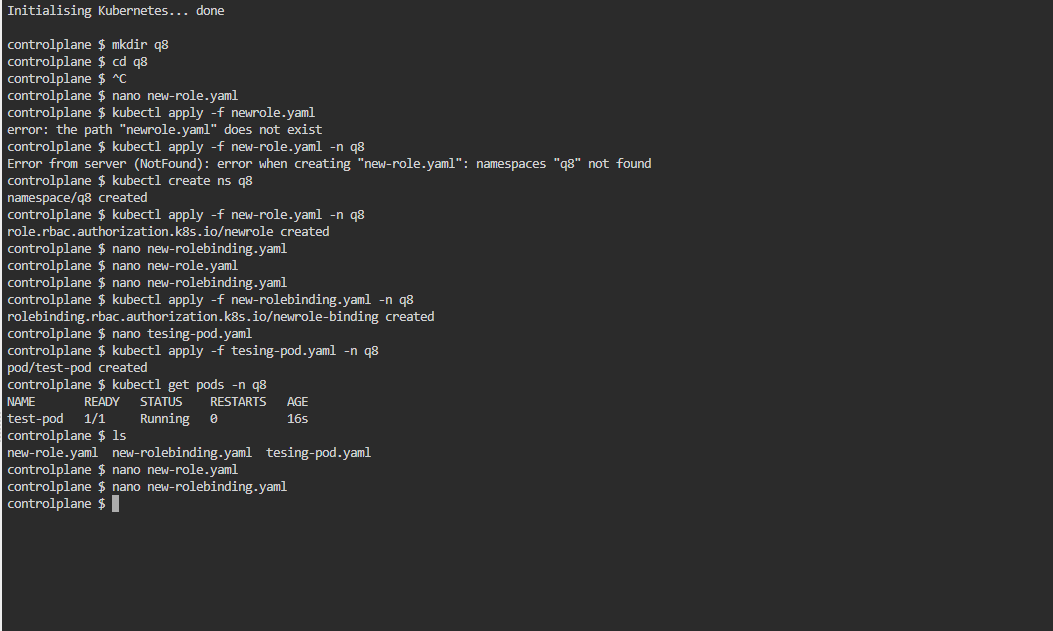 Initialising Kubernetes... done
controlplane $ mkdir q8
controlplane $ cd q8
controlplane $ ^C
controlplane $ nano new-role.yaml
controlplane $ kubectl apply -f newrole.yaml
error: the path "newrole.yaml" does not exist
controlplane $ kubectl apply -f new-role.yaml -n q8
Error from server (NotFound): error when creating "new-role.yaml": namespaces "q8" not found
controlplane $ kubectl create ns q8
namespace/q8 created
controlplane $ kubectl apply -f new-role.yaml -n q8
role.rbac.authorization.k8s.io/newrole created
controlplane $ nano new-rolebinding.yaml
controlplane $ nano new-role.yaml
controlplane $ nano new-rolebinding.yaml
controlplane $ kubectl apply -f new-rolebinding.yaml -n q8
rolebinding.rbac.authorization.k8s.io/newrole-binding created
controlplane $ nano tesing-pod.yaml
controlplane $ kubectl apply -f tesing-pod.yaml -n q8
pod/test-pod created
controlplane $ kubectl get pods -n q8
NAME       READY   STATUS    RESTARTS   AGE
test-pod   1/1     Running   0          16s
controlplane $ ls
new-role.yaml  new-rolebinding.yaml  tesing-pod.yaml
controlplane $ nano new-role.yaml
controlplane $ nano new-rolebinding.yaml
controlplane $